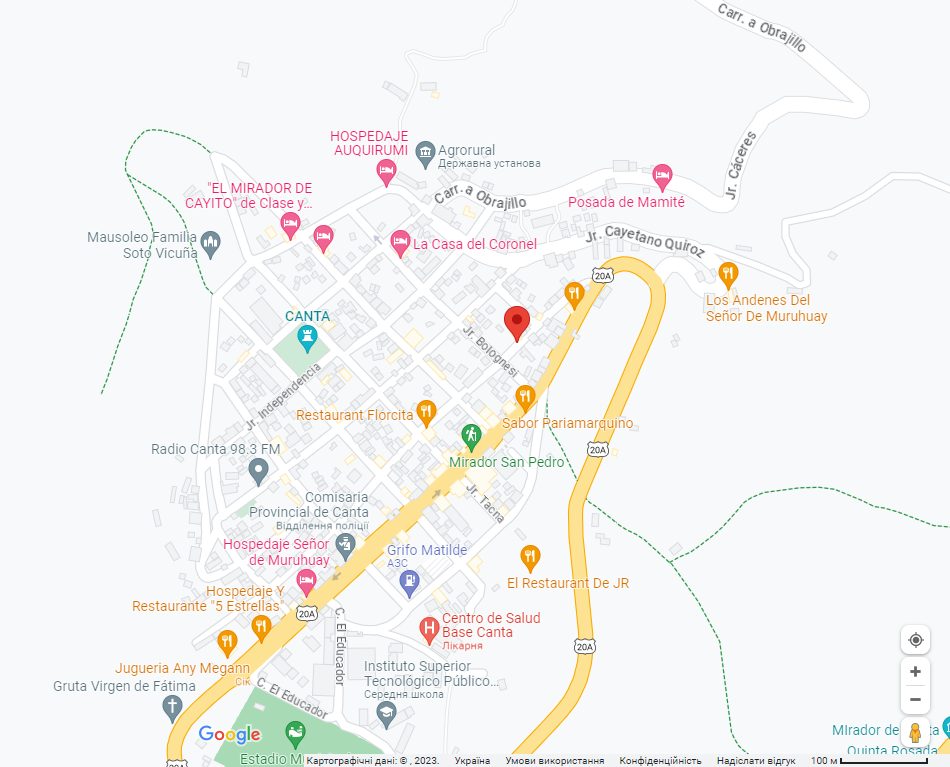 Carr. a Obrajillo
HOSPEDAJE
AUQUIRUMI
Agrorural
Державна установа
Jr. Cáceres
"EL MIRADOR DE
CAYITO" de Clase y...
Carr. a Obrajillo
Posada de Mamité
Mausoleo Familia
Soto Vicuña
La Casa del Coronel
Jr. Cayetano Quiroz
20A
Los Andenes Del
Señor De Muruhuay
CANTA
Jr. Bolognesi
Jr. Independencia
Restaurant Florcita
Sabor Pariamarquino
Radio Canta 98.3 FM
20A
Mirador San Pedro
Jr. Tacna
Comisaria
Provincial de Canta
Відділення поліції
Hospedaje Señor
de Muruhuay
Grifo Matilde
АЗС
El Restaurant De JR
Hospedaje Y
Restaurante "5 Estrellas"
20A
C. El Educador
Centro de Salud
Base Canta
Лікарня
20A
Jugueria Any Megann
Сік
Gruta Virgen de Fátima
Instituto Superior
Tecnológico Público...
Середня школа
C. El Educador
Google
Estadio M
20A
Quinta Rosada
Картографічні дані: © , 2023.
Україна
Умови використання
Конфіденційність
Надіслати відгук
100 м